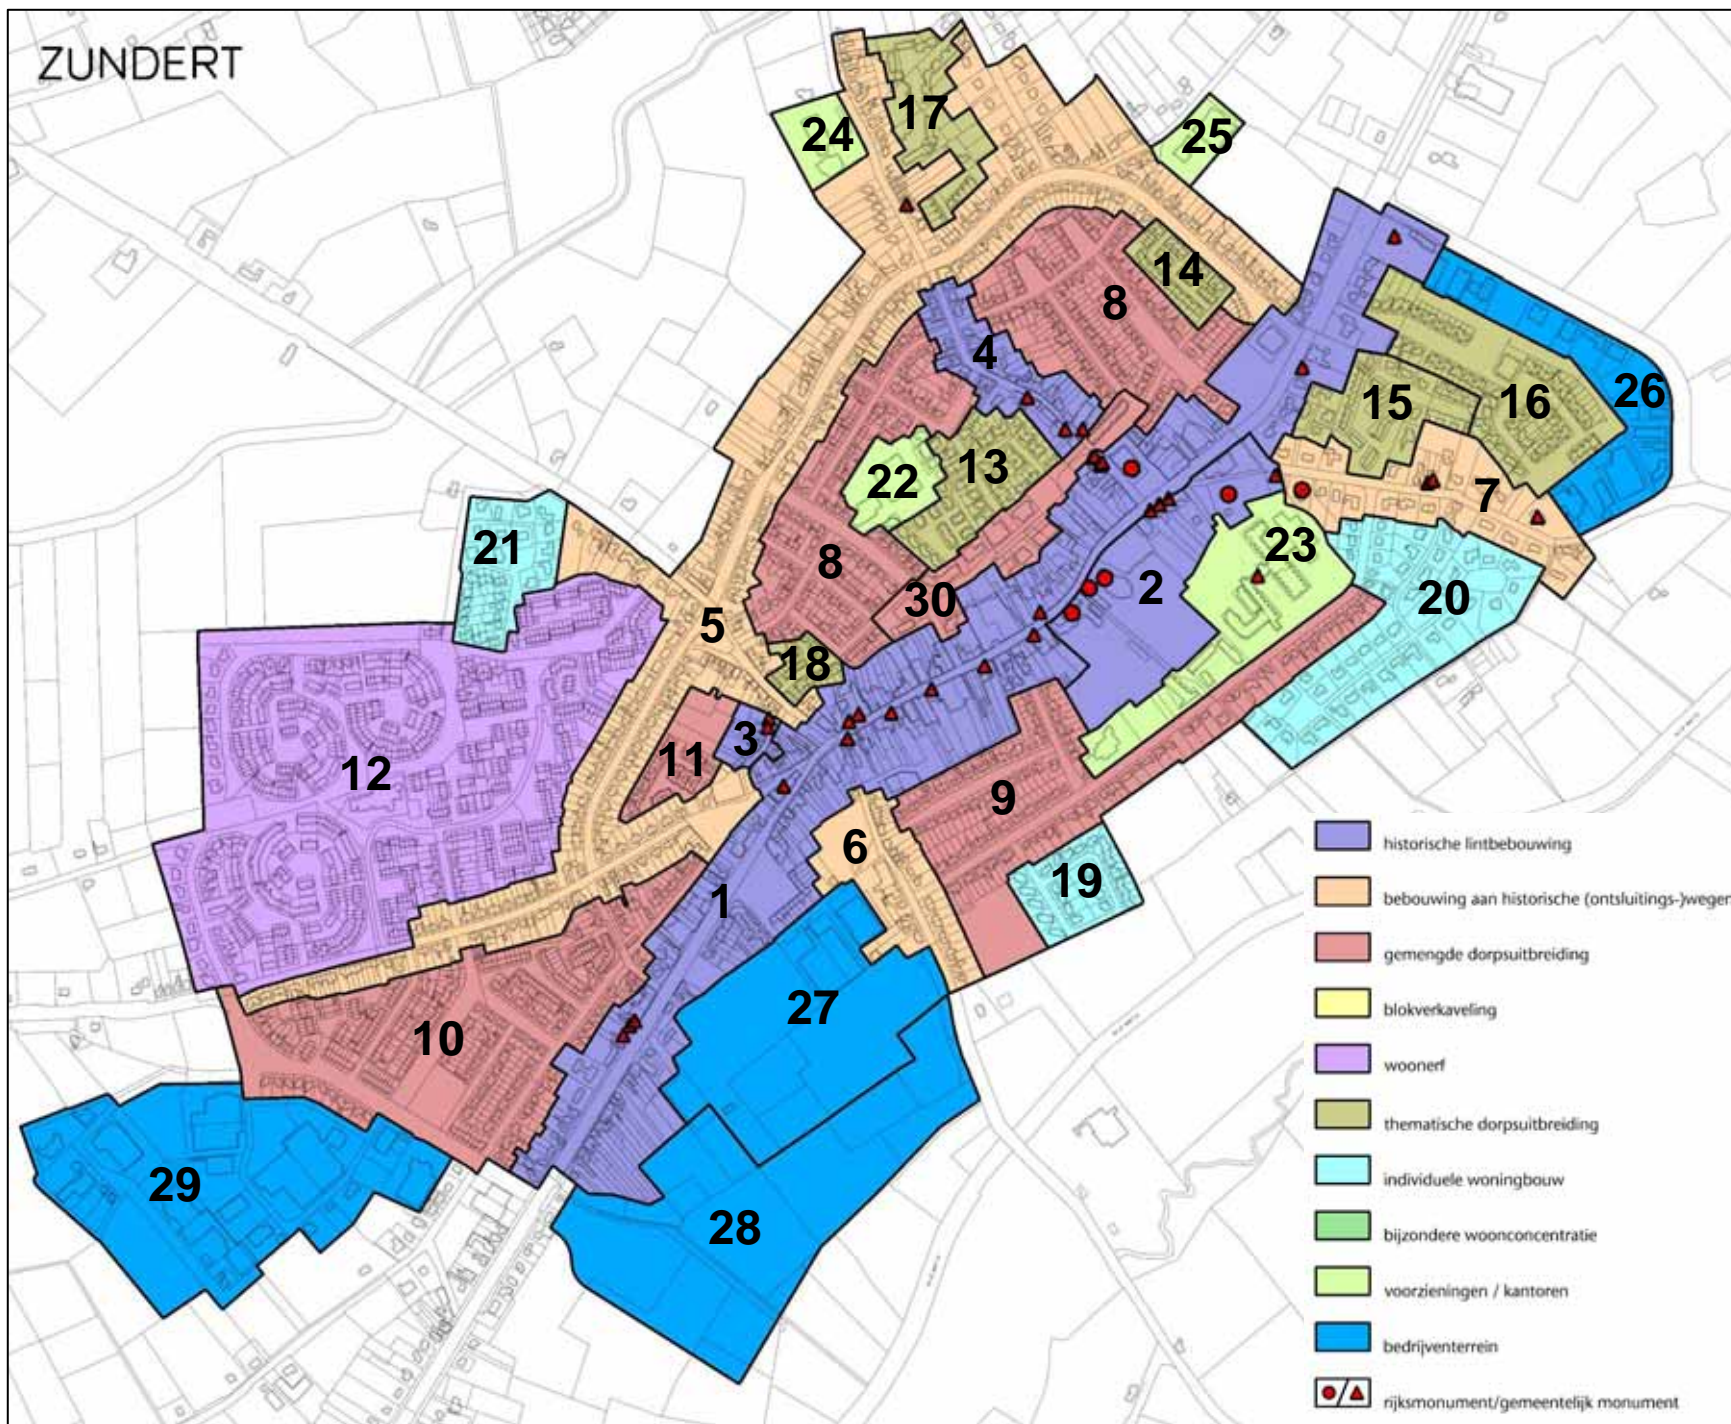 ZUNDERT
17
24
25
14
8
4
15
16
26
13
22
7
21
23
8
2
20
30
5
18
3
11
12
9
6
19
1
27
10
29
28
historische lintbebouwing
bebouwing aan historische (ontsluitings-)wegen
gemengde dorpsuitbreiding
blokverkaveling
woonerf
thematische dorpsuitbreiding
individuele woningbouw
bijzondere woonconcentratie
voorzieningen / kantoren
bedrijventerrein
rijksmonument/gemeentelijk monument